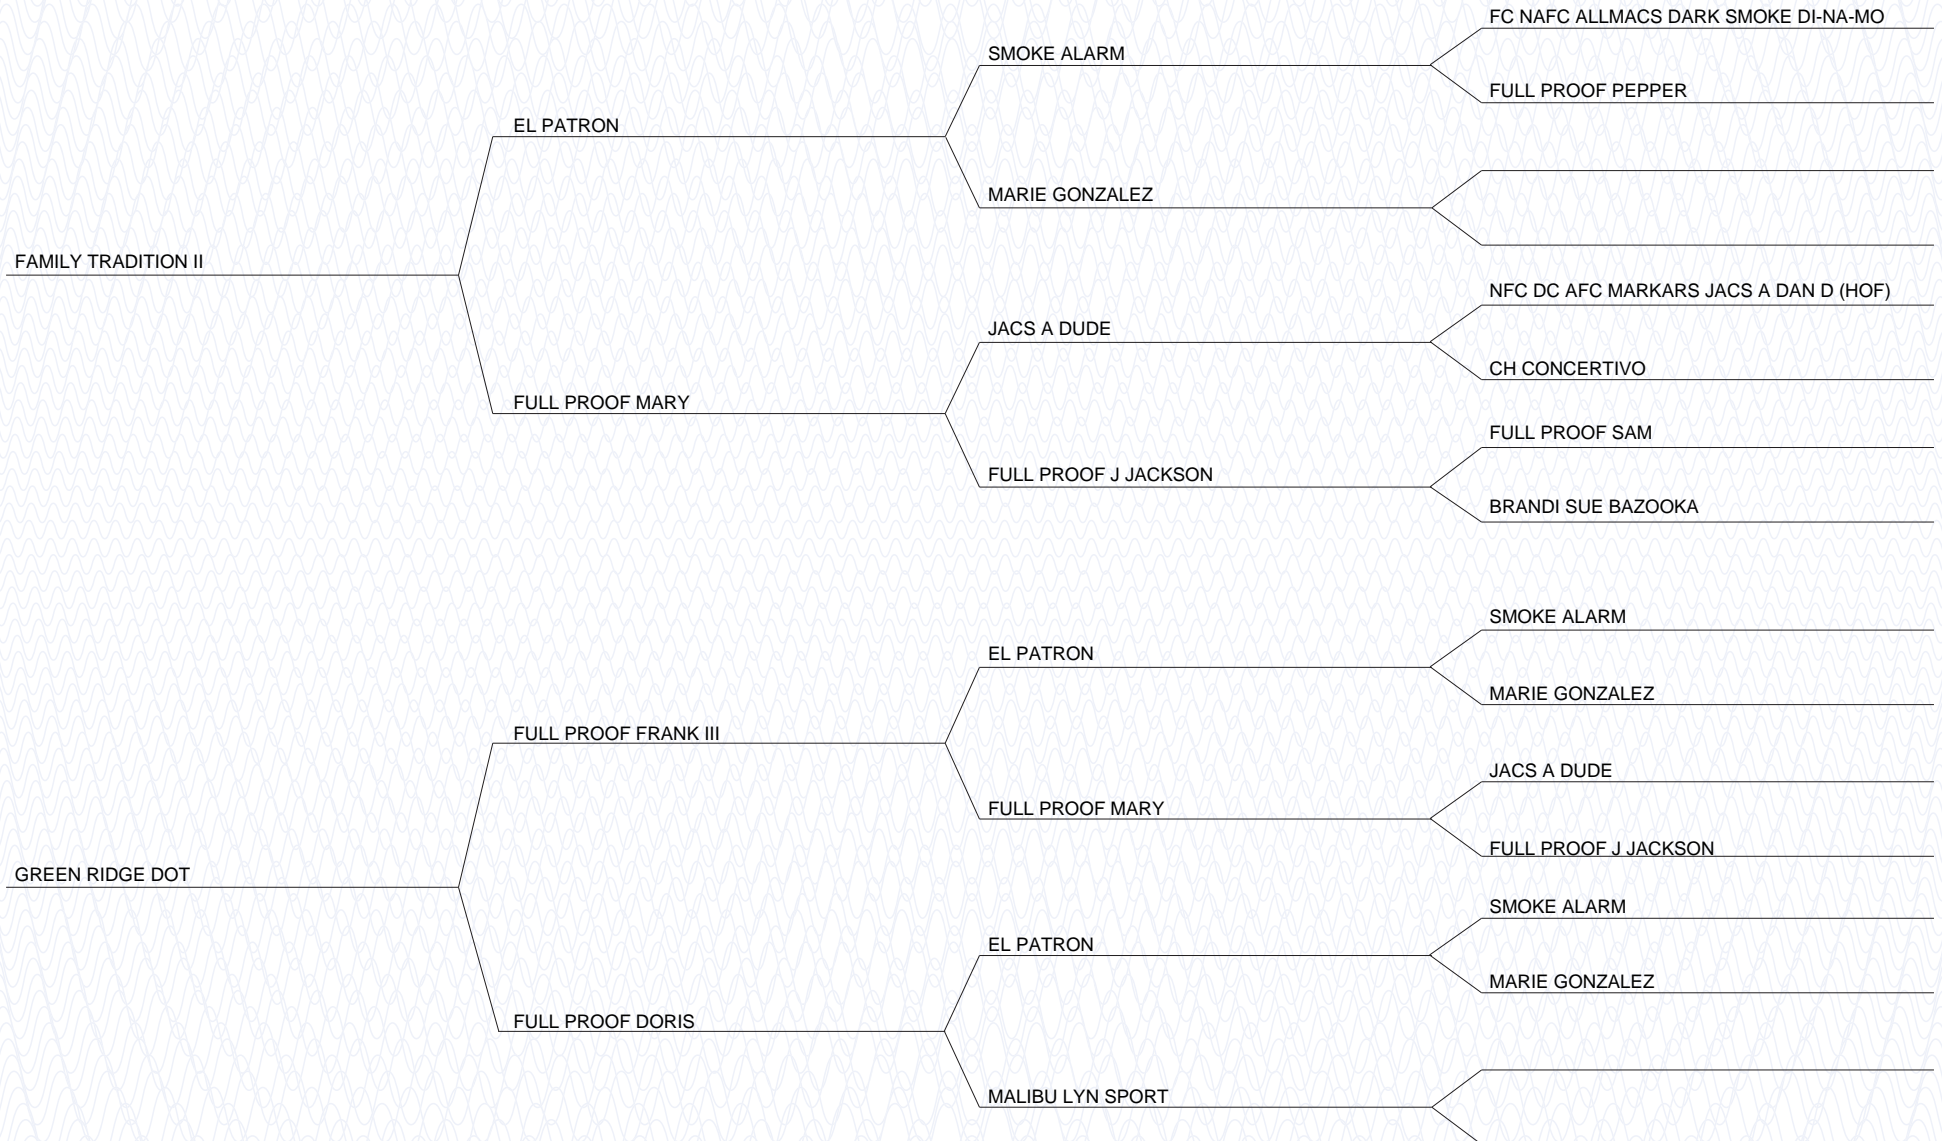 FC NAFC ALLMACS DARK SMOKE DI-NA-MO
SMOKE ALARM
FULL PROOF PEPPER
EL PATRON
MARIE GONZALEZ
FAMILY TRADITION II
NFC DC AFC MARKARS JACS A DAN D (HOF)
JACS A DUDE
CH CONCERTIVO
FULL PROOF MARY
FULL PROOF SAM
FULL PROOF J JACKSON
BRANDI SUE BAZOOKA
SMOKE ALARM
EL PATRON
MARIE GONZALEZ
FULL PROOF FRANK III
JACS A DUDE
FULL PROOF MARY
FULL PROOF J JACKSON
GREEN RIDGE DOT
SMOKE ALARM
EL PATRON
MARIE GONZALEZ
FULL PROOF DORIS
MALIBU LYN SPORT